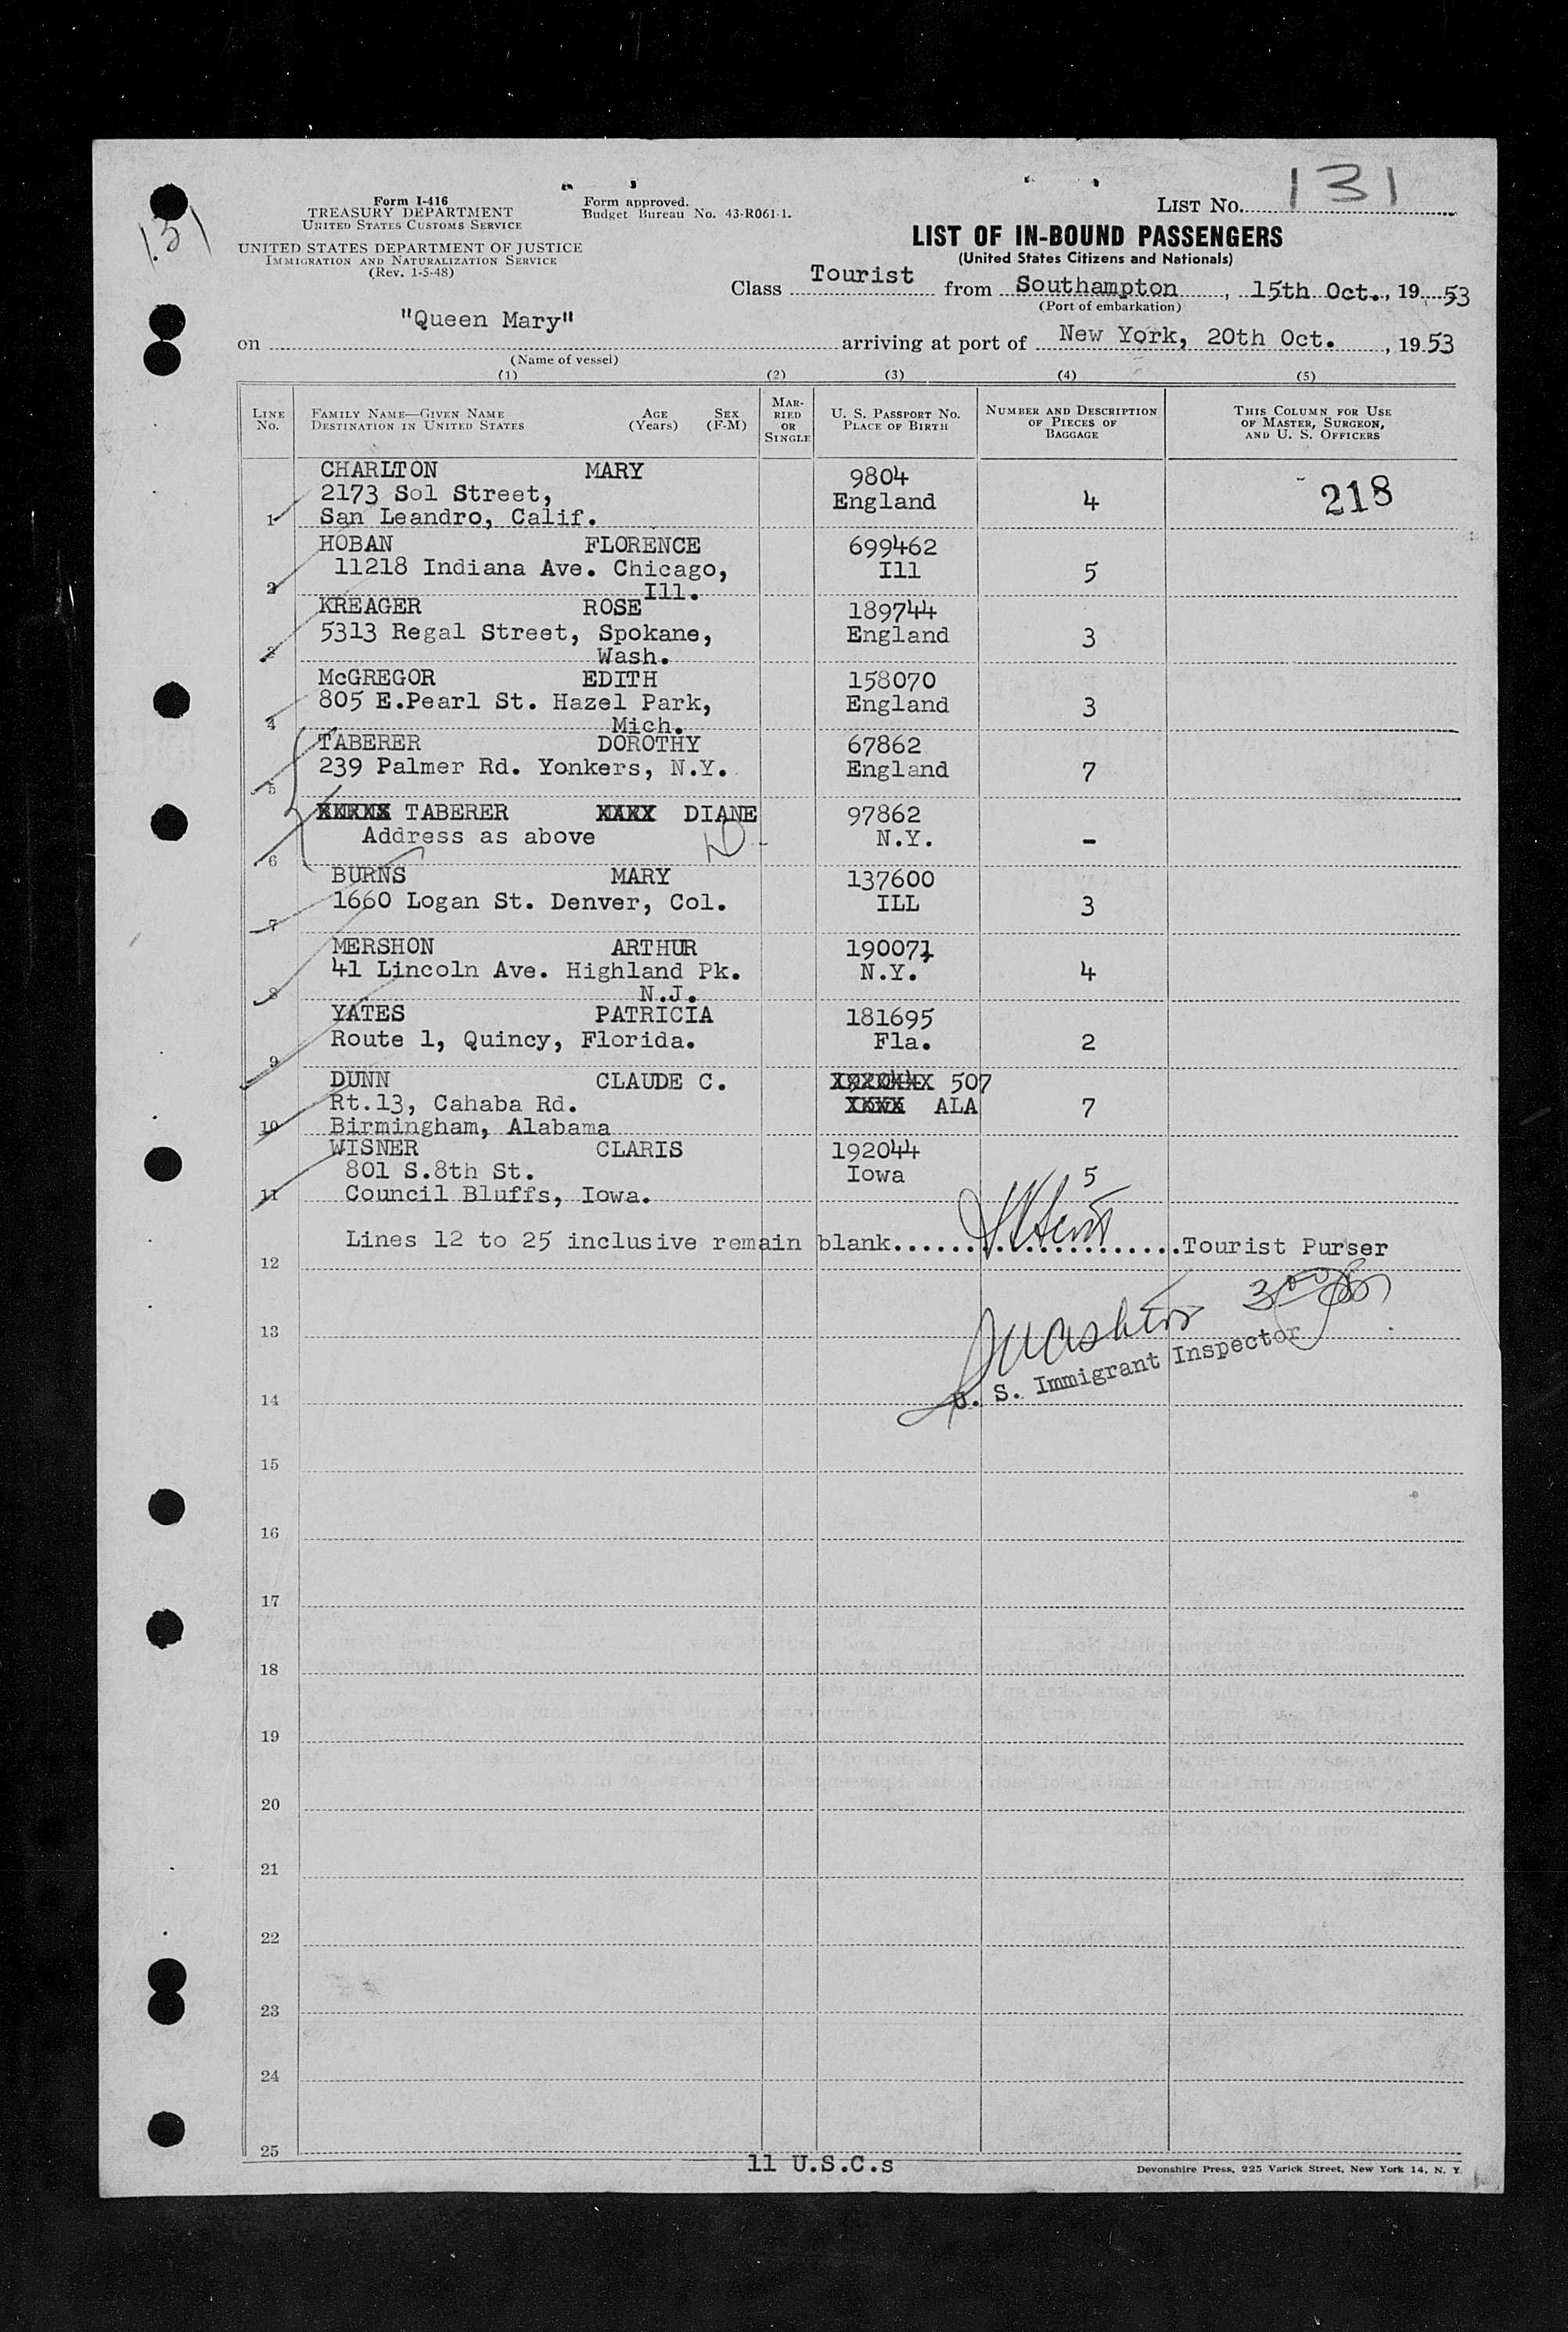 131
Form I-416
TREASURY DEPARTMENT
UNITED STATES CUSTOMS SERVICE
UNITED STATES DEPARTMENT OF JUSTICE
IMMIGRATION AND NATURALIZATION SERVICE
(Rev. 1-5-48)
Form approved.
Budget Bureau No. 43-R061-1.
LIST NO. 131
LIST OF IN-BOUND PASSENGERS
(United States Citizens and Nationals)
Class Tourist from Southampton, 15th Oct., 19 53
(Port of embarkation)
on "Queen Mary" arriving at port of New York, 20th Oct., 19 53
(Name of vessel)
(1) (2) (3) (4) (5)
LINE NO. FAMILY NAME—GIVEN NAME DESTINATION IN UNITED STATES AGE (Years) SEX (F-M) MARRIED OR SINGLE U. S. PASSPORT NO. PLACE OF BIRTH NUMBER AND DESCRIPTION OF PIECES OF BAGGAGE THIS COLUMN FOR USE OF MASTER, SURGEON, AND U. S. OFFICERS
CHARLTON MARY 9804
2173 Sol Street, England 4 218
1 San Leandro, Calif.
HOBAN FLORENCE 699462
11218 Indiana Ave. Chicago, Ill 5
2 Ill.
KREAGER ROSE 189744
5313 Regal Street, Spokane, England 3
3 Wash.
McGREGOR EDITH 158070
805 E.Pearl St. Hazel Park, England 3
4 Mich.
TABERER DOROTHY 67862
239 Palmer Rd. Yonkers, N.Y. England 7
5
TABERER DIANE 97862
Address as above N.Y. -
6
BURNS MARY 137600
1660 Logan St. Denver, Col. ILL 3
7
MERSHON ARTHUR 190071
41 Lincoln Ave. Highland Pk. N.Y. 4
8 N.J.
YATES PATRICIA 181695
Route 1, Quincy, Florida. Fla. 2
9
DUNN CLAUDE C. 507
Rt.13, Cahaba Rd. ALA 7
10 Birmingham, Alabama
WISNER CLARIS 192044
801 S.8th St. Iowa 5
11 Council Bluffs, Iowa.
Lines 12 to 25 inclusive remain blank......................Tourist Purser
12
13
U. S. Immigrant Inspector
14
15
16
17
18
19
20
21
22
23
24
25
11 U.S.C.s
Devonshire Press, 225 Varick Street, New York 14, N. Y.